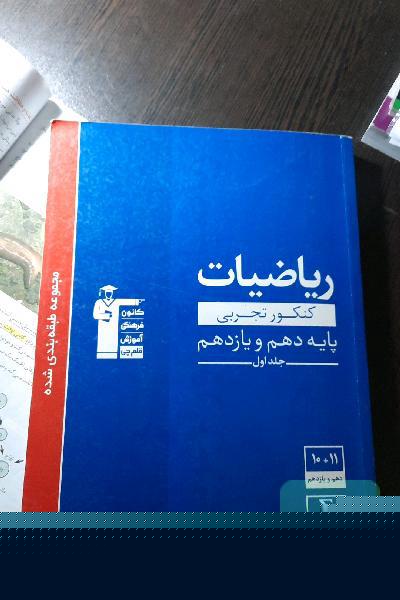 ریاضیات
کنکور تجربی
پایه دهم و یازدهم
جلد اول
کانون
فرهنگی
آموزش
قلم‌چی
مجموعه طبقه‌بندی شده
۱۰+۱۱
دهم و یازدهم